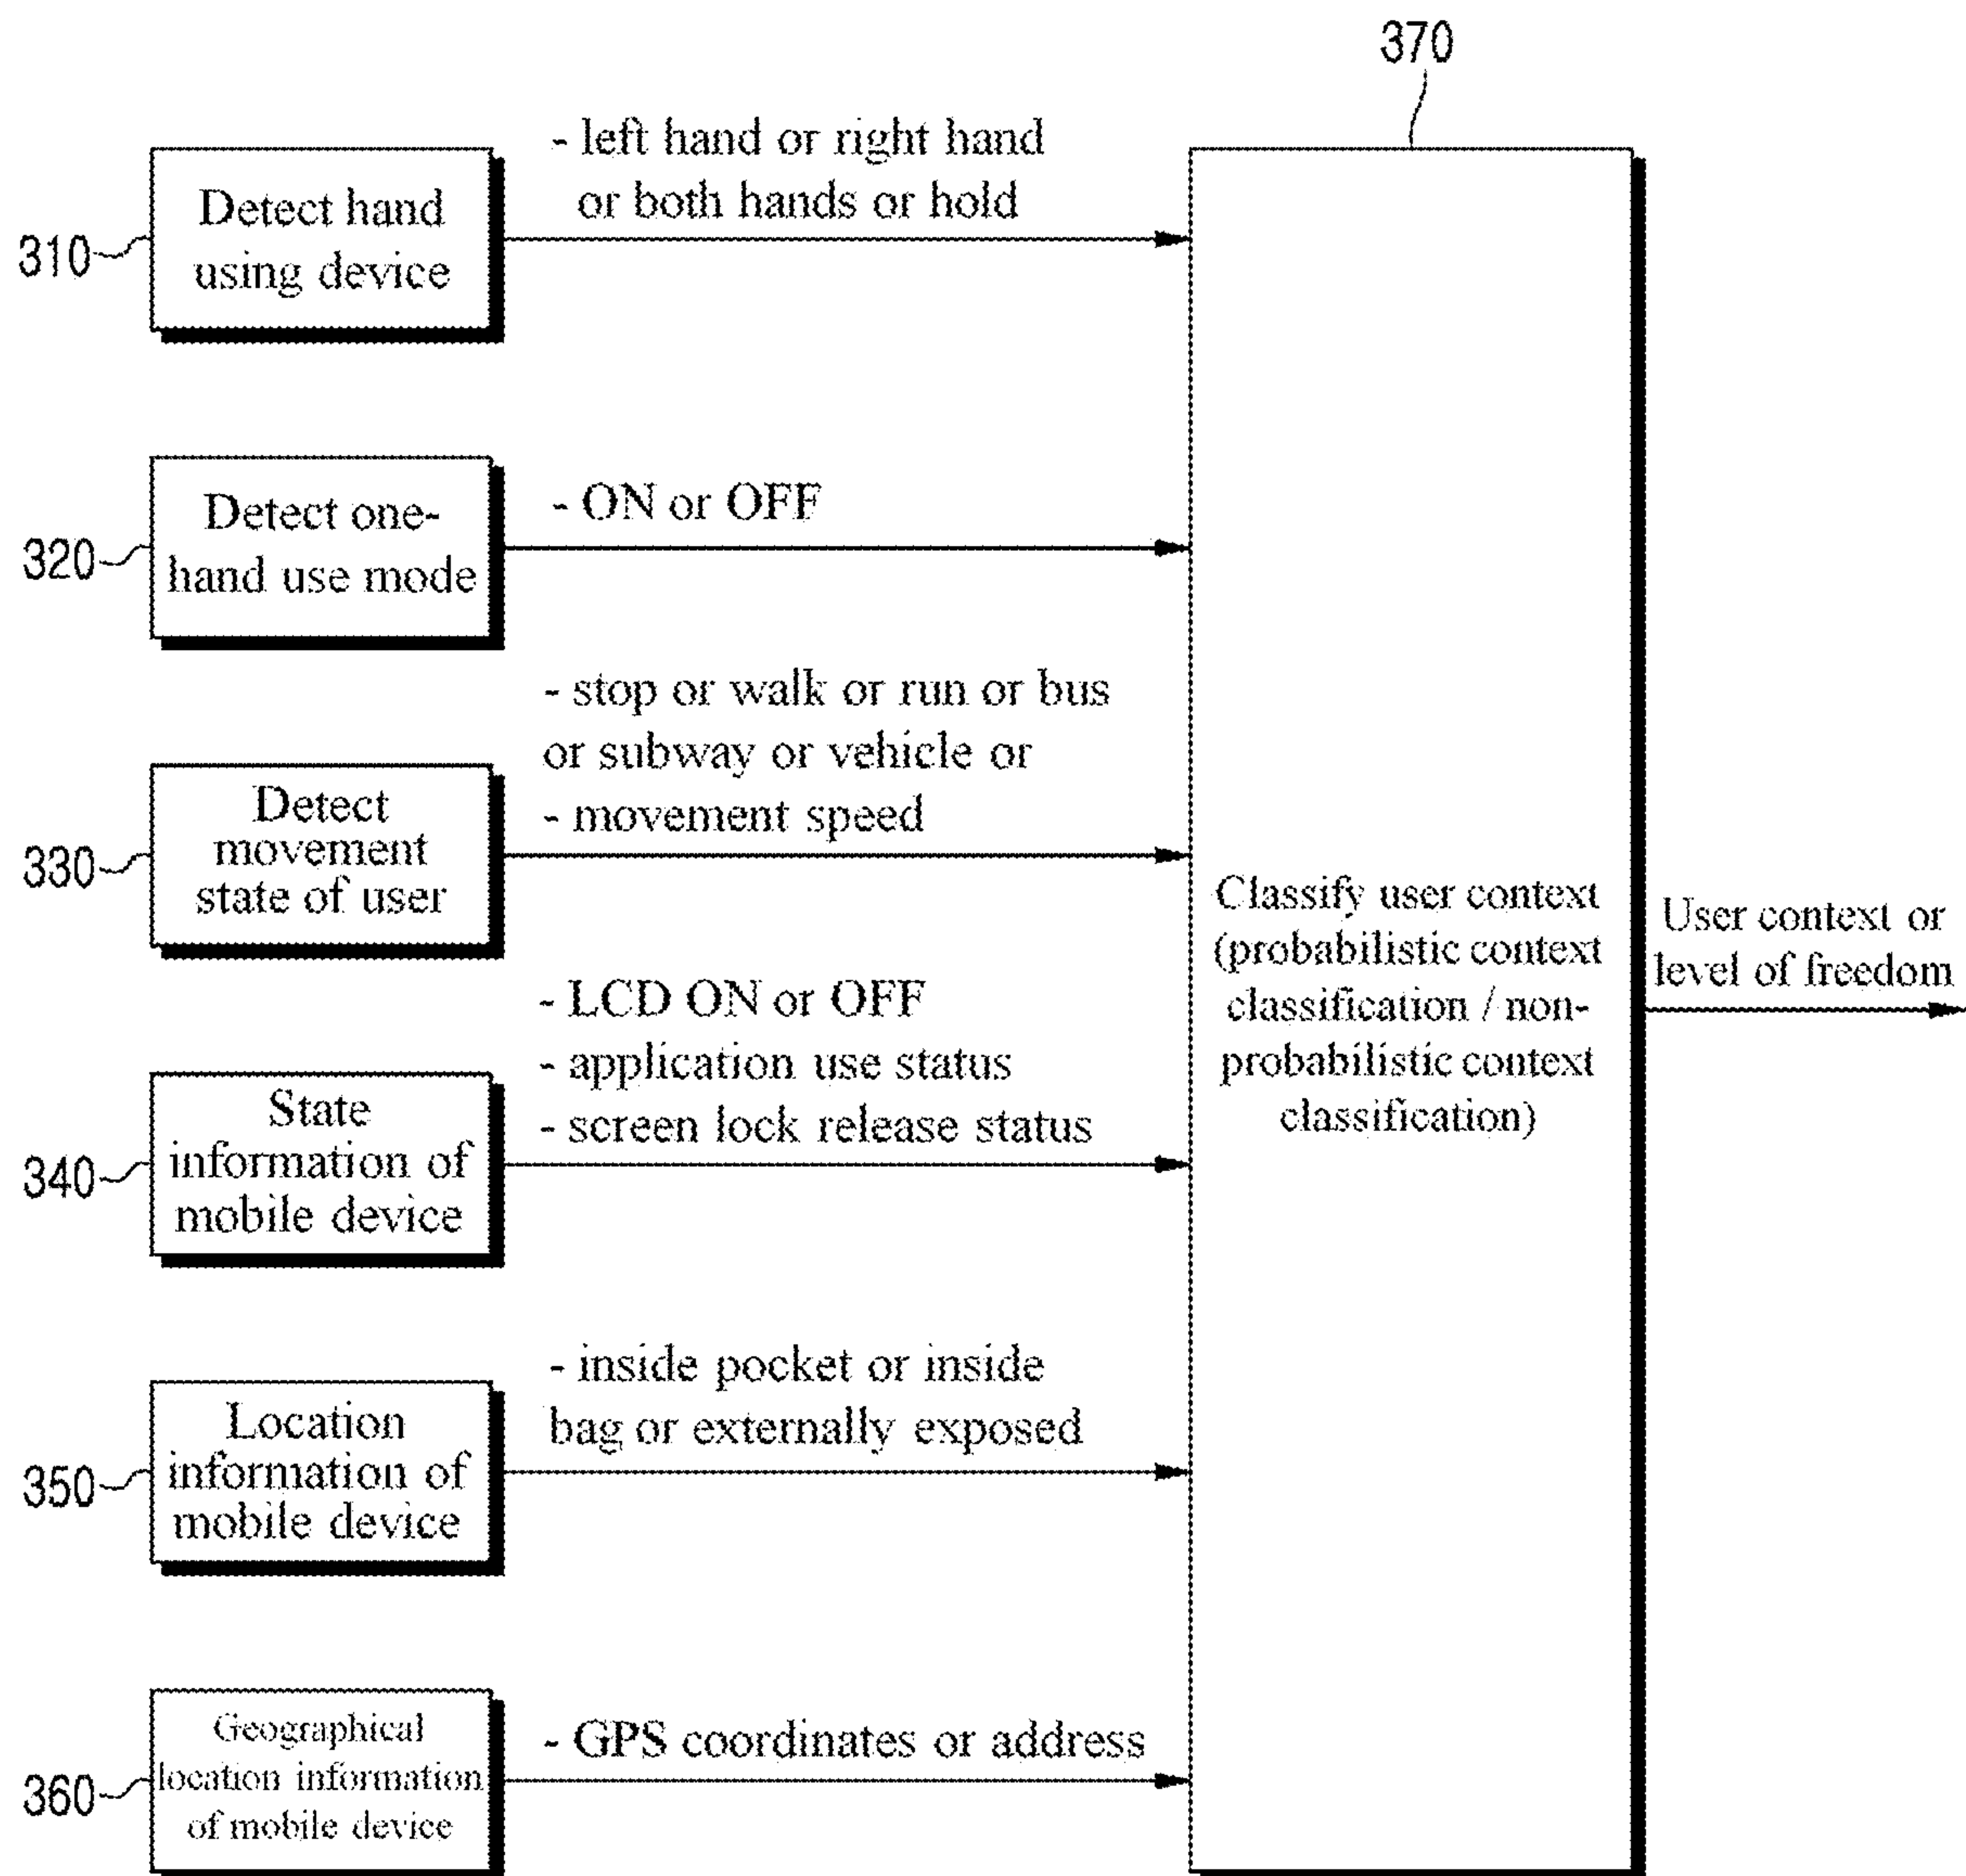 370
- left hand or right hand
or both hands or hold
Detect hand
using device
310
- ON or OFF
Detect one-
hand use mode
320
- stop or walk or run or bus
or subway or vehicle or
- movement speed
Detect
movement
state of user
330
- LCD ON or OFF
- application use status
- screen lock release status
State
information of
mobile device
340
- inside pocket or inside
bag or externally exposed
Location
information of
mobile device
350
- GPS coordinates or address
Geographical
location information
of mobile device
360
Classify user context
(probabilistic context
classification / non-
probabilistic context
classification)
User context or
level of freedom